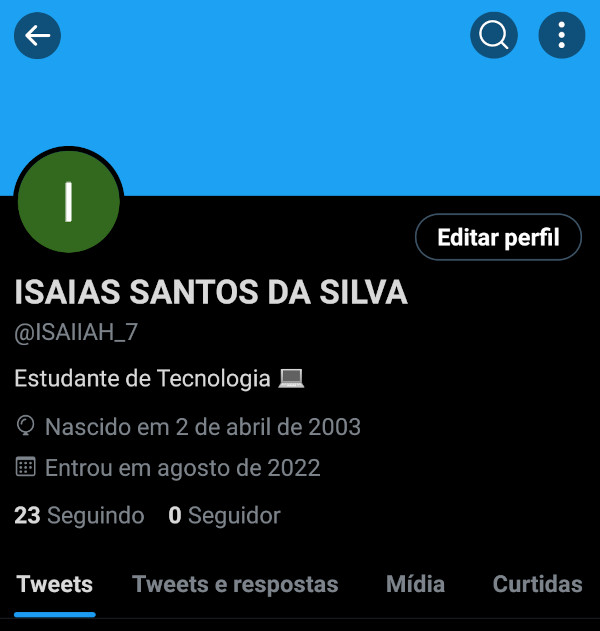 I
Editar perfil
ISAIAS SANTOS DA SILVA
@ISAIIAH_7
Estudante de Tecnologia 💻
Nascido em 2 de abril de 2003
Entrou em agosto de 2022
23 Seguindo 0 Seguidor
Tweets Tweets e respostas Mídia Curtidas